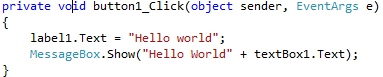 private void button1_Click(object sender, EventArgs e)
{
label1.Text = "Hello world";
MessageBox.Show("Hello World" + textBox1.Text);
}